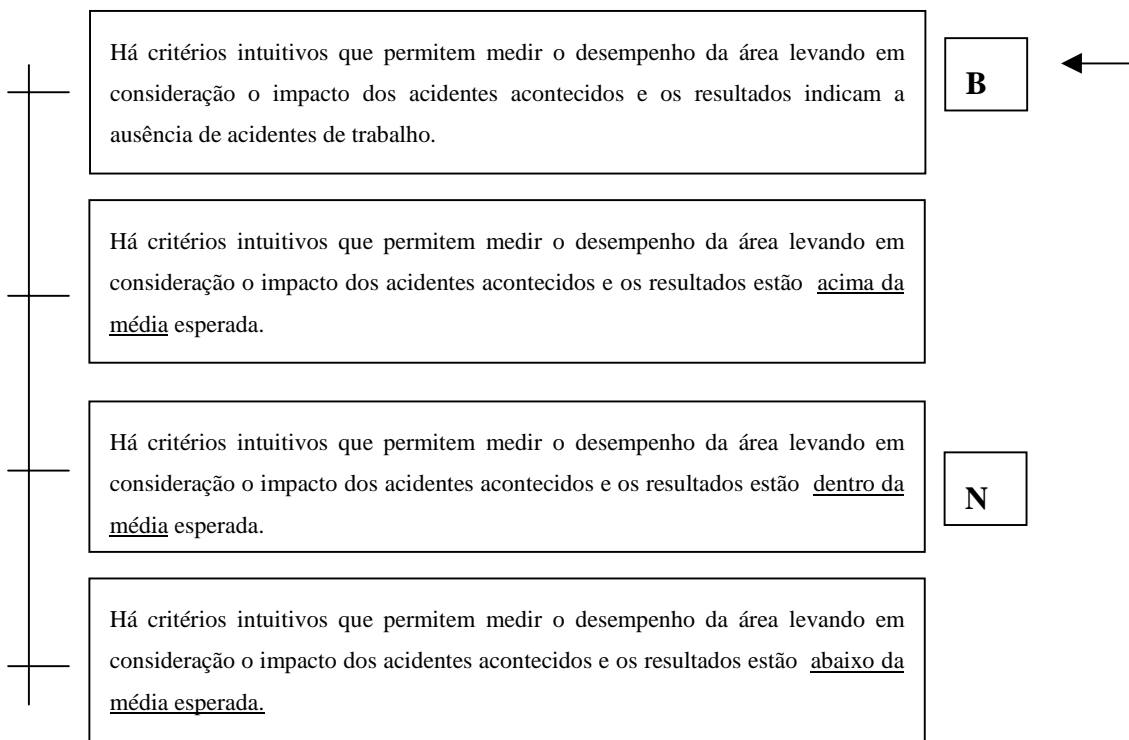 Há critérios intuitivos que permitem medir o desempenho da área levando em
consideração o impacto dos acidentes acontecidos e os resultados indicam a
ausência de acidentes de trabalho.
B
Há critérios intuitivos que permitem medir o desempenho da área levando em
consideração o impacto dos acidentes acontecidos e os resultados estão acima da
média esperada.
Há critérios intuitivos que permitem medir o desempenho da área levando em
consideração o impacto dos acidentes acontecidos e os resultados estão dentro da
média esperada.
N
Há critérios intuitivos que permitem medir o desempenho da área levando em
consideração o impacto dos acidentes acontecidos e os resultados estão abaixo da
média esperada.